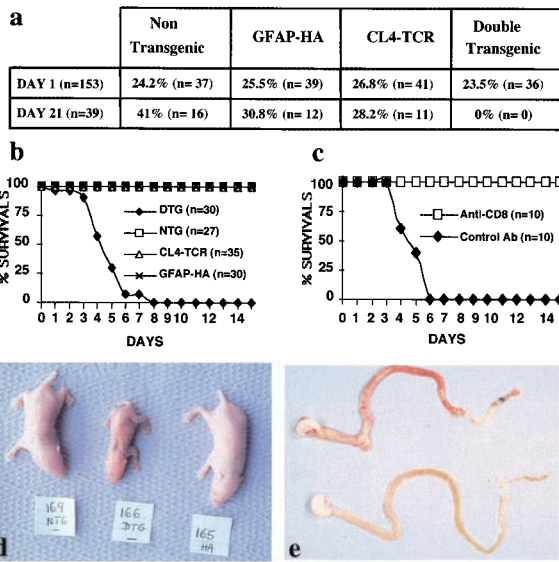 a
Non Transgenic GFAP-HA CL4-TCR Double Transgenic
DAY 1 (n=153) 24.2% (n= 37) 25.5% (n= 39) 26.8% (n= 41) 23.5% (n= 36)
DAY 21 (n=39) 41% (n= 16) 30.8% (n= 12) 28.2% (n= 11) 0% (n= 0)
b
% SURVIVALS
100
75
50
25
0
DTG (n=30)
NTG (n=27)
CL4-TCR (n=35)
GFAP-HA (n=30)
0 1 2 3 4 5 6 7 8 9 10 12 14
DAYS
c
% SURVIVALS
100
75
50
25
0
Anti-CD8 (n=10)
Control Ab (n=10)
0 1 2 3 4 5 6 7 8 9 10 12 14
DAYS
169
NTG
166
DTG
165
HA
d
e